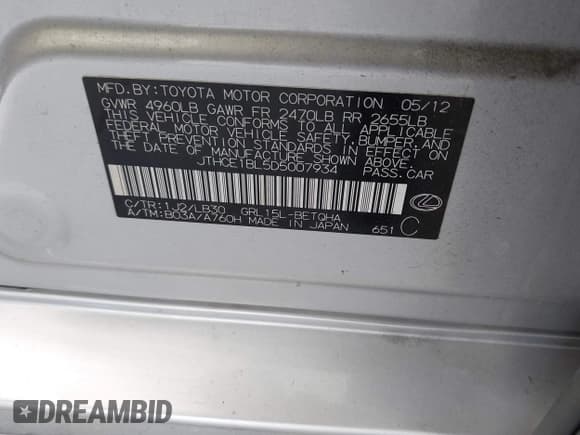 MFD.BY:TOYOTA MOTOR CORPORATION 05/12
GVWR 4960LB GAWR FR 2470LB RR 2655LB
THIS VEHICLE CONFORMS TO ALL APPLICABLE
FEDERAL MOTOR VEHICLE SAFETY, BUMPER, AND
THEFT PREVENTION STANDARDS IN EFFECT ON
THE DATE OF MANUFACTURE SHOWN ABOVE.
JTHCE1BL5D5007934 PASS.CAR
C/TR:1J2/LB30 GRL15L-BETQHA
A/TM:B03A/A760H MADE IN JAPAN 651 C
DREAMBID